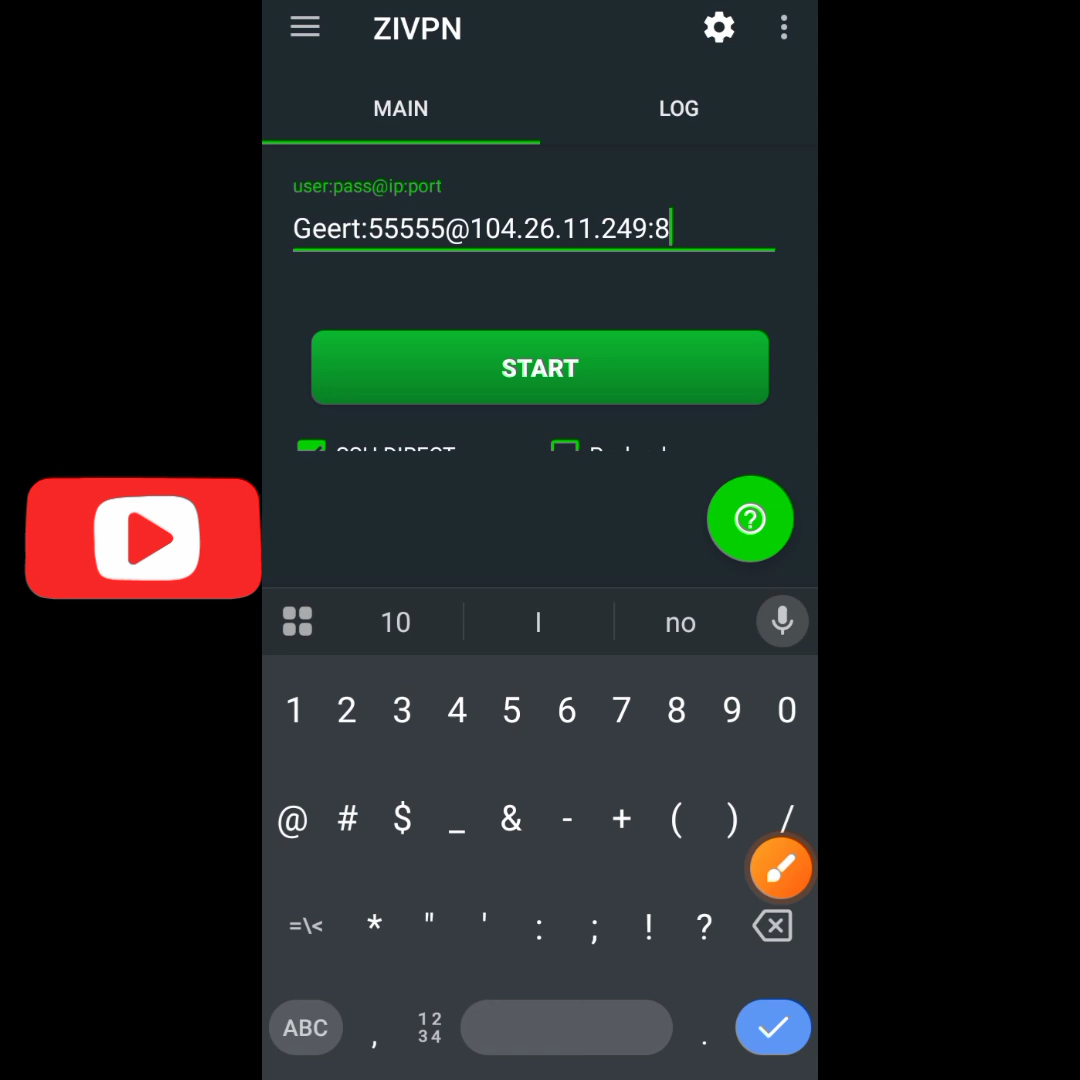 ZIVPN
MAIN LOG
user:pass@ip:port
Geert:55555@104.26.11.249:8
START
10 I no
1 2 3 4 5 6 7 8 9 0
@ # $ _ & - + ( ) /
=\< * " ' : ; ! ?
ABC , 12 34 .